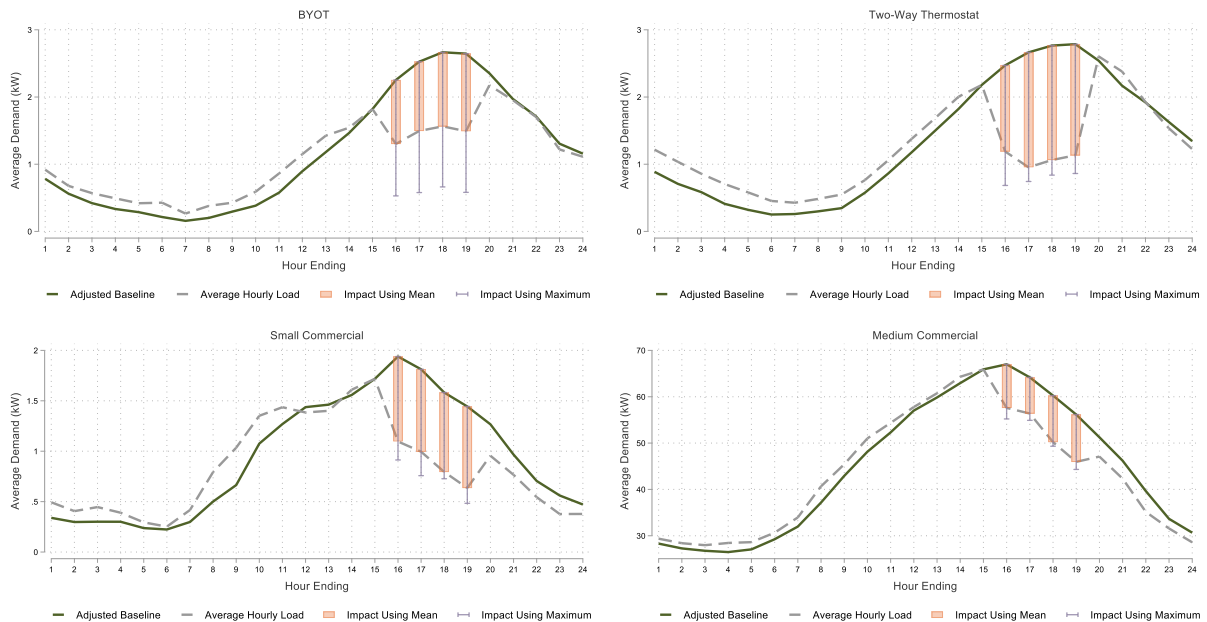 BYOT
Average Demand (kW)
3
2
1
0
1 2 3 4 5 6 7 8 9 10 11 12 13 14 15 16 17 18 19 20 21 22 23 24
Hour Ending
Adjusted Baseline Average Hourly Load Impact Using Mean Impact Using Maximum
Two-Way Thermostat
Average Demand (kW)
3
2
1
0
1 2 3 4 5 6 7 8 9 10 11 12 13 14 15 16 17 18 19 20 21 22 23 24
Hour Ending
Adjusted Baseline Average Hourly Load Impact Using Mean Impact Using Maximum
Small Commercial
Average Demand (kW)
2
1.5
1
.5
0
1 2 3 4 5 6 7 8 9 10 11 12 13 14 15 16 17 18 19 20 21 22 23 24
Hour Ending
Adjusted Baseline Average Hourly Load Impact Using Mean Impact Using Maximum
Medium Commercial
Average Demand (kW)
70
60
50
40
30
1 2 3 4 5 6 7 8 9 10 11 12 13 14 15 16 17 18 19 20 21 22 23 24
Hour Ending
Adjusted Baseline Average Hourly Load Impact Using Mean Impact Using Maximum